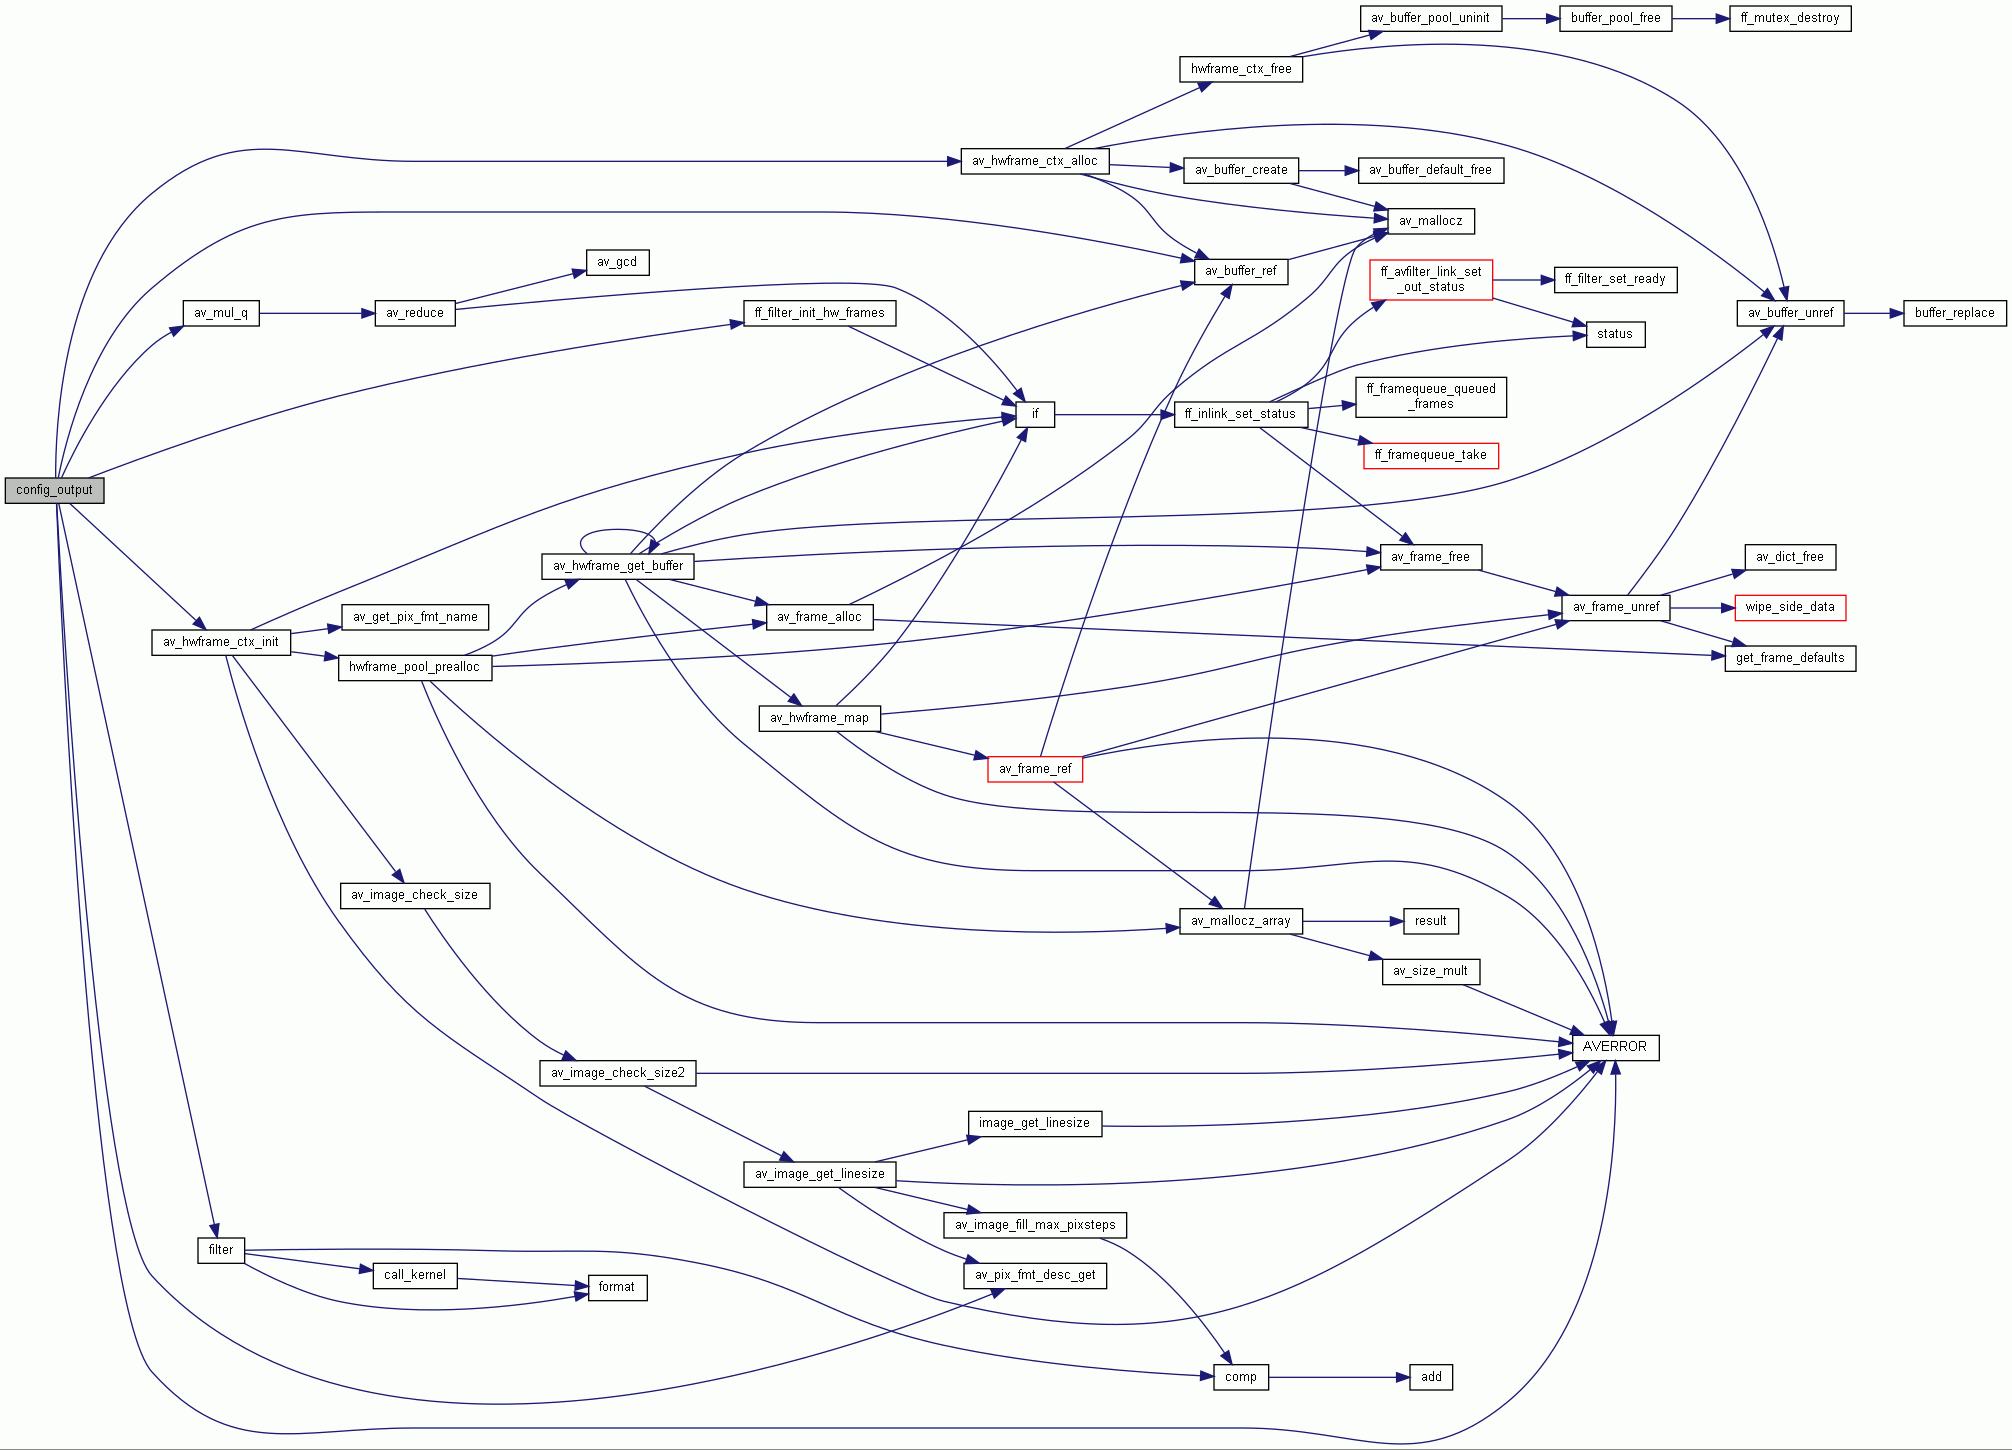 av_buffer_pool_uninit
buffer_pool_free
ff_mutex_destroy
hwframe_ctx_free
av_hwframe_ctx_alloc
av_buffer_create
av_buffer_default_free
av_mallocz
av_gcd
av_buffer_ref
ff_avfilter_link_set
_out_status
ff_filter_set_ready
av_mul_q
av_reduce
ff_filter_init_hw_frames
av_buffer_unref
buffer_replace
status
ff_framequeue_queued
_frames
if
ff_inlink_set_status
ff_framequeue_take
config_output
av_hwframe_get_buffer
av_frame_free
av_dict_free
av_get_pix_fmt_name
av_frame_alloc
av_frame_unref
wipe_side_data
av_hwframe_ctx_init
hwframe_pool_prealloc
get_frame_defaults
av_hwframe_map
av_frame_ref
av_image_check_size
av_mallocz_array
result
av_size_mult
AVERROR
av_image_check_size2
image_get_linesize
av_image_get_linesize
av_image_fill_max_pixsteps
filter
call_kernel
format
av_pix_fmt_desc_get
comp
add